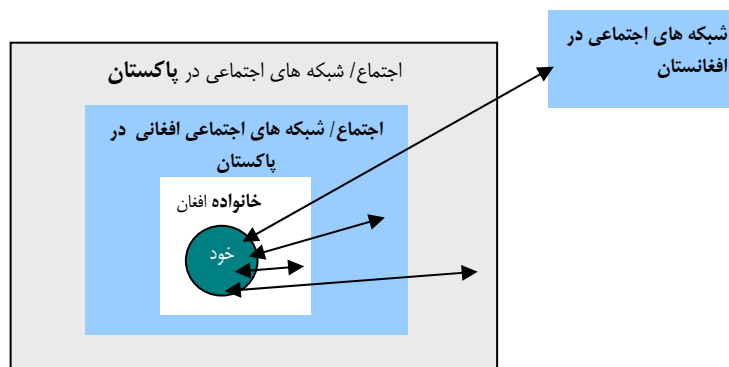 شبکه های اجتماعی در
افغانستان
اجتماع/ شبکه های اجتماعی در پاکستان
اجتماع/ شبکه های اجتماعی افغانی در
پاکستان
خانواده افغان
خود